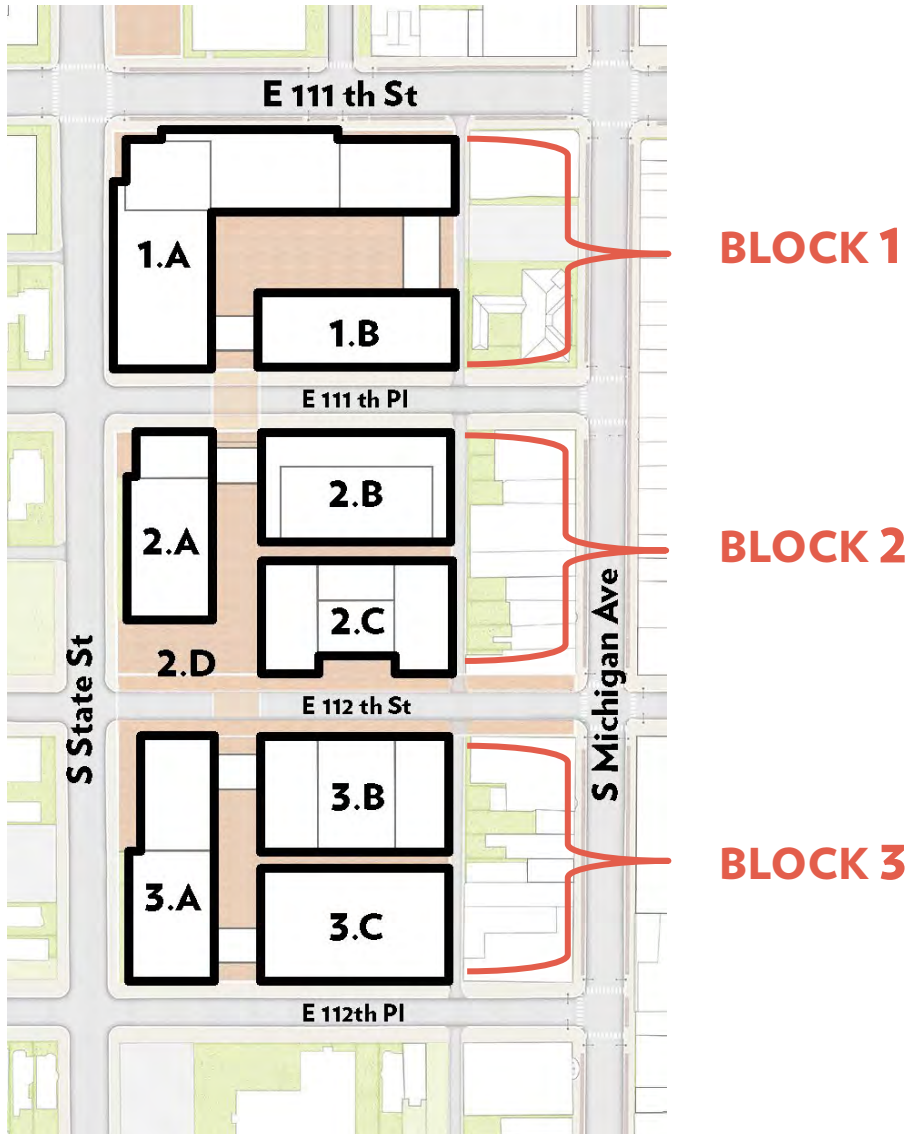 E 111 th St
1.A
BLOCK 1
1.B
E 111 th Pl
2.B
2.A
BLOCK 2
2.C
2.D
E 112 th St
S State St
S Michigan Ave
3.B
BLOCK 3
3.A
3.C
E 112th Pl